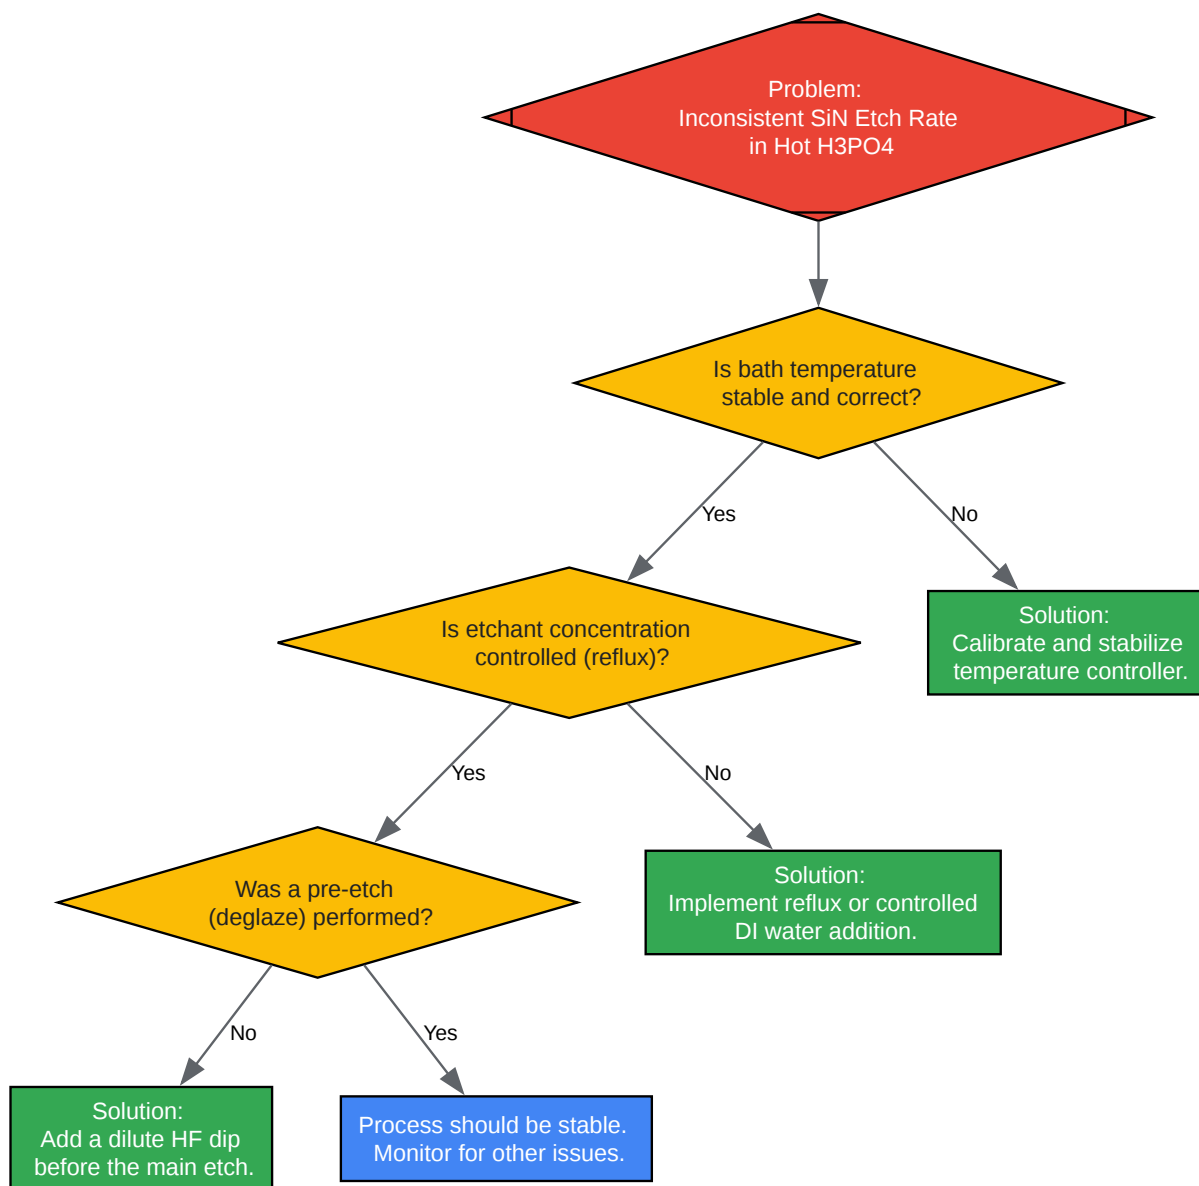 Problem:
Inconsistent SiN Etch Rate
in Hot H3PO4
Is bath temperature
stable and correct?
Yes
No
Is etchant concentration
controlled (reflux)?
Solution:
Calibrate and stabilize
temperature controller.
Yes
No
Was a pre-etch
(deglaze) performed?
Solution:
Implement reflux or controlled
DI water addition.
No
Yes
Solution:
Add a dilute HF dip
before the main etch.
Process should be stable.
Monitor for other issues.